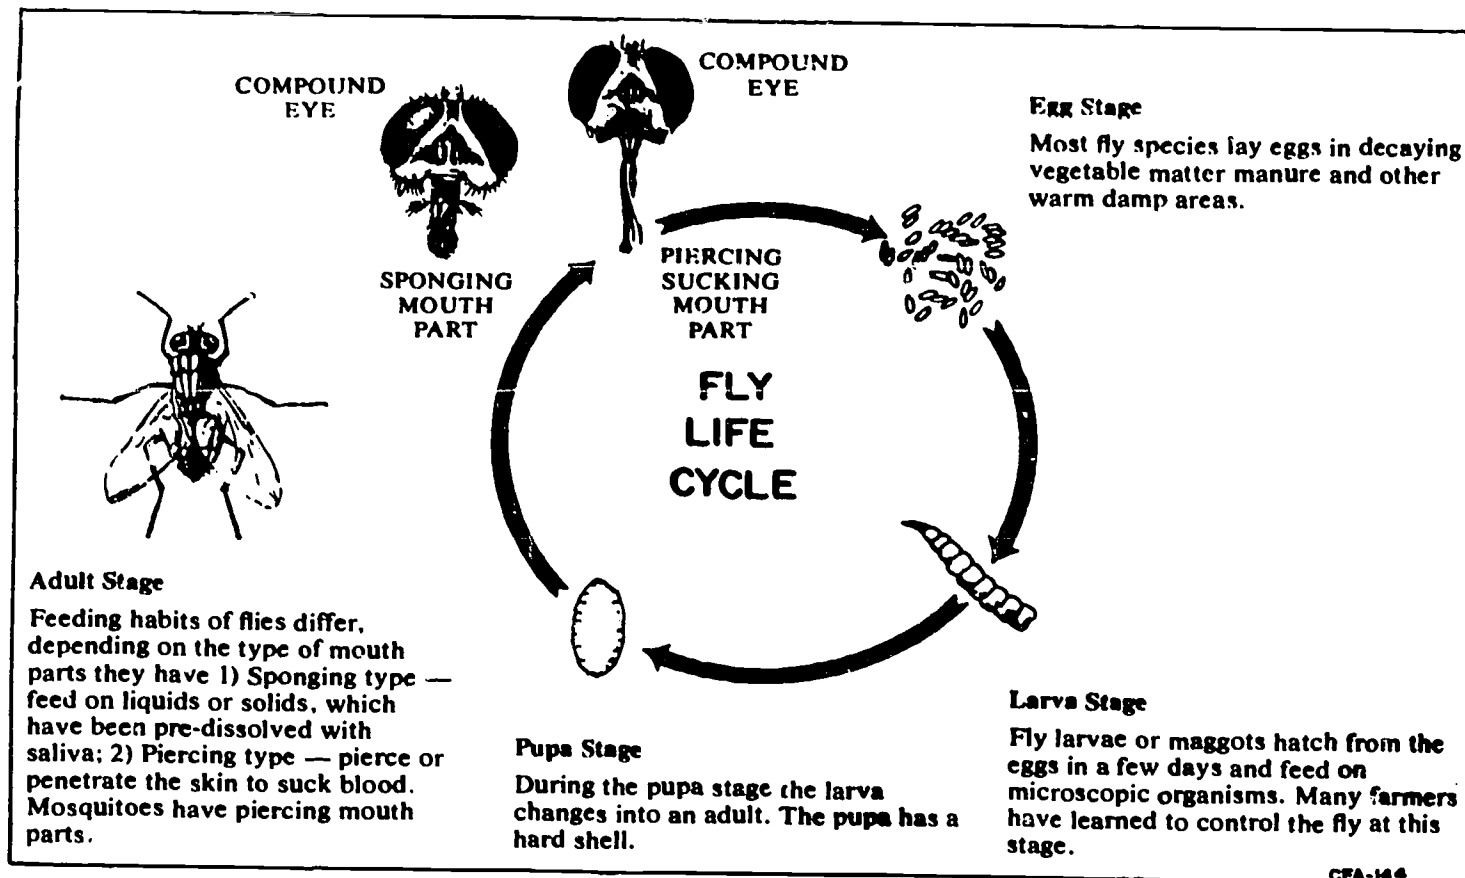 COMPOUND
EYE
COMPOUND
EYE
SPONGING
MOUTH
PART
PIERCING
SUCKING
MOUTH
PART
FLY
LIFE
CYCLE
Egg Stage
Most fly species lay eggs in decaying
vegetable matter manure and other
warm damp areas.
Adult Stage
Feeding habits of flies differ,
depending on the type of mouth
parts they have 1) Sponging type —
feed on liquids or solids, which
have been pre-dissolved with
saliva; 2) Piercing type — pierce or
penetrate the skin to suck blood.
Mosquitoes have piercing mouth
parts.
Pupa Stage
During the pupa stage the larva
changes into an adult. The pupa has a
hard shell.
Larva Stage
Fly larvae or maggots hatch from the
eggs in a few days and feed on
microscopic organisms. Many farmers
have learned to control the fly at this
stage.
CFA-144